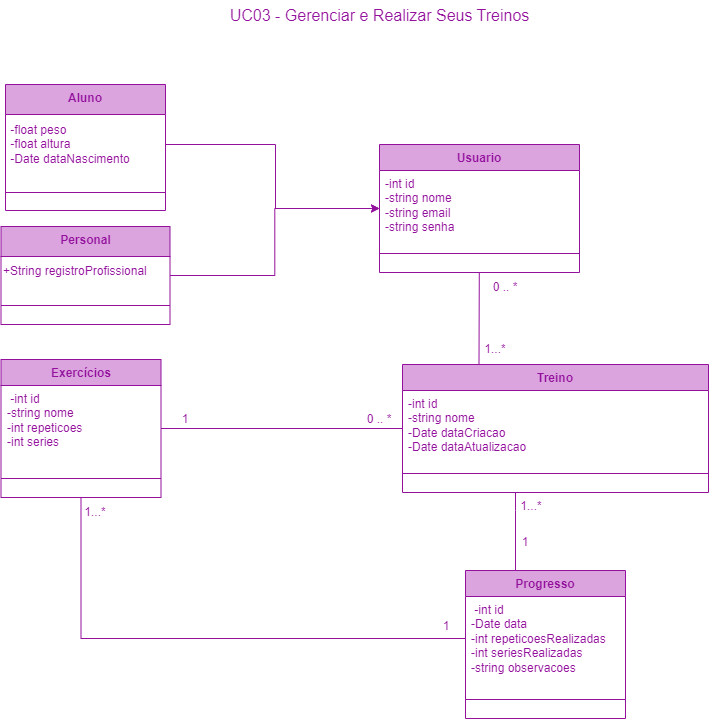 UC03 - Gerenciar e Realizar Seus Treinos
Aluno
-float peso
-float altura
-Date dataNascimento
Personal
+String registroProfissional
Usuario
-int id
-string nome
-string email
-string senha
0 .. *
1...*
Exercícios
-int id
-string nome
-int repeticoes
-int series
1
0 .. *
Treino
-int id
-string nome
-Date dataCriacao
-Date dataAtualizacao
1...*
1...*
1
1
Progresso
-int id
-Date data
-int repeticoesRealizadas
-int seriesRealizadas
-string observacoes